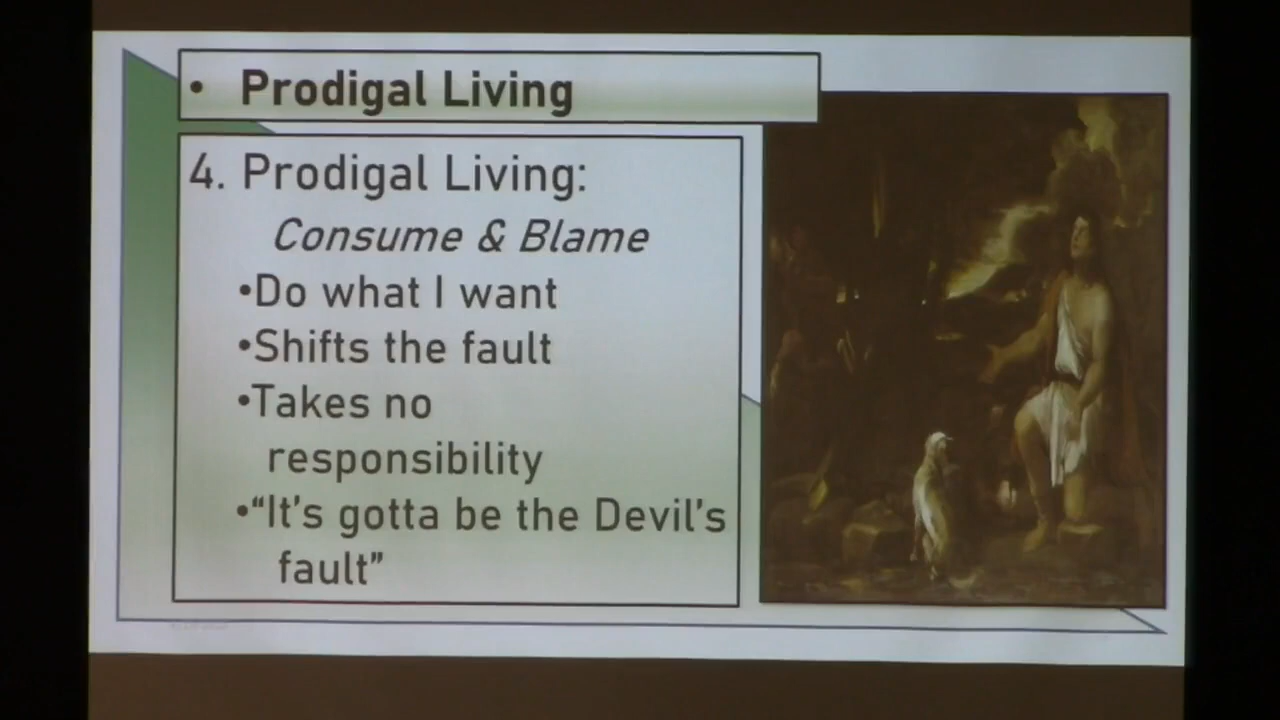 • Prodigal Living
4. Prodigal Living:
Consume & Blame
•Do what I want
•Shifts the fault
•Takes no
responsibility
•“It's gotta be the Devil's
fault”